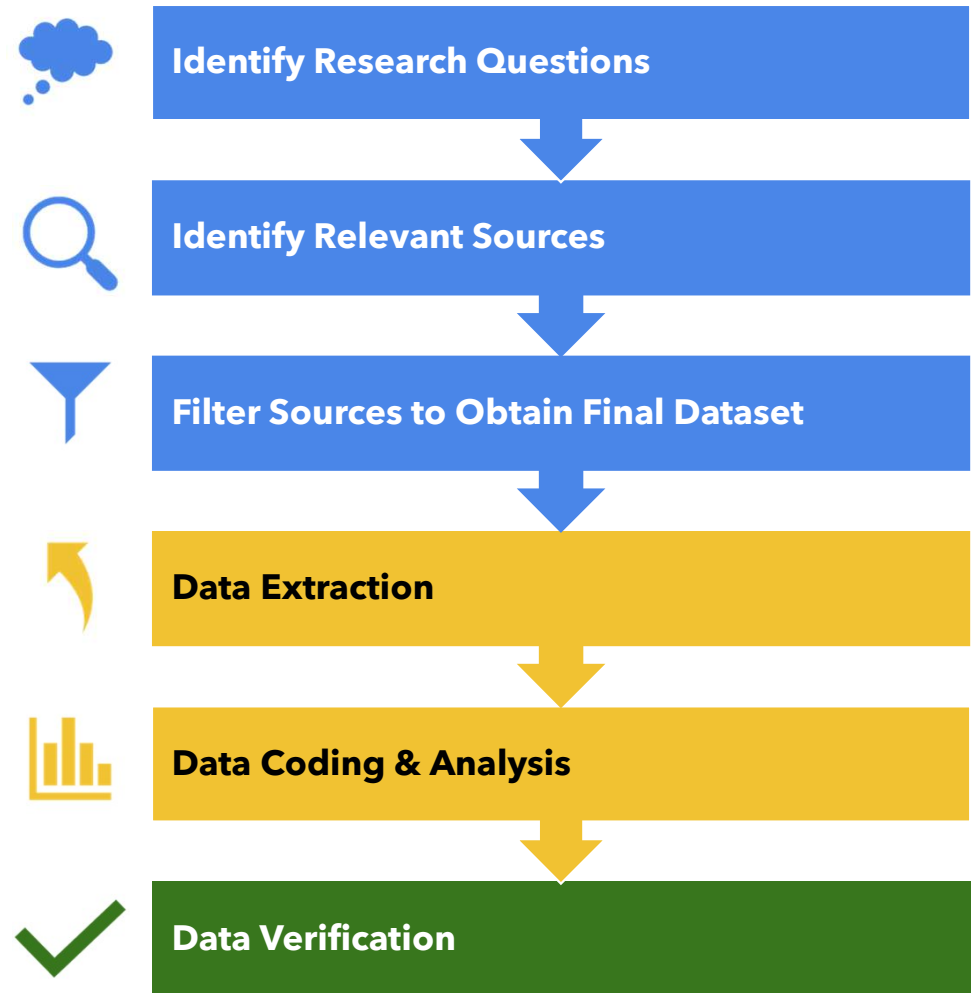 Identify Research Questions
Identify Relevant Sources
Filter Sources to Obtain Final Dataset
Data Extraction
Data Coding & Analysis
Data Verification